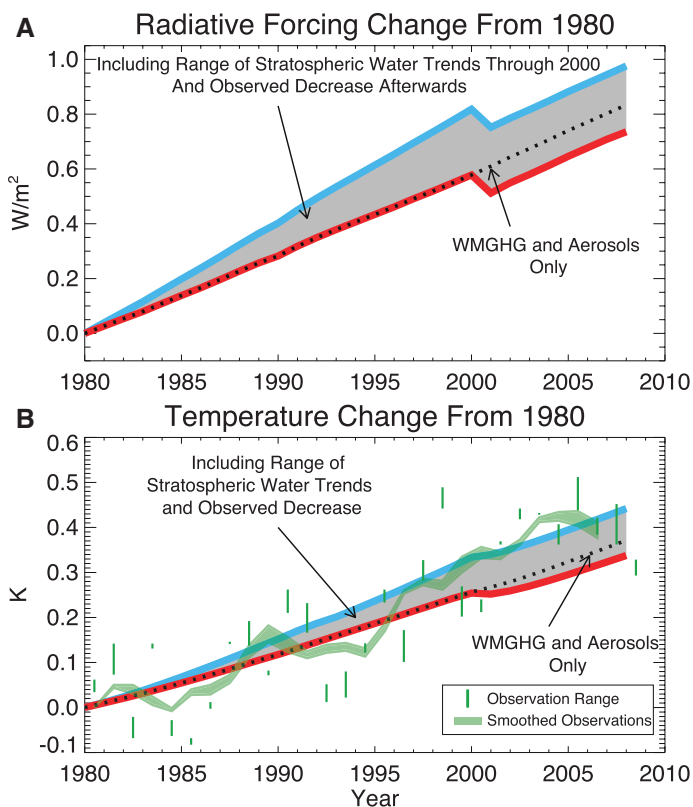 A
Radiative Forcing Change From 1980
Including Range of Stratospheric Water Trends Through 2000
And Observed Decrease Afterwards
WMGHG and Aerosols
Only
W/m²
1.0
0.8
0.6
0.4
0.2
0.0
1980 1985 1990 1995 2000 2005 2010
B
Temperature Change From 1980
Including Range of
Stratospheric Water Trends
and Observed Decrease
WMGHG and Aerosols
Only
Observation Range
Smoothed Observations
K
0.6
0.5
0.4
0.3
0.2
0.1
0.0
-0.1
1980 1985 1990 1995 2000 2005 2010
Year